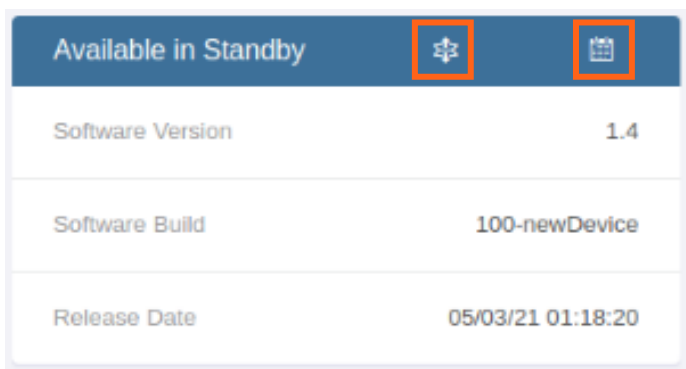 Available in Standby
Software Version 1.4
Software Build 100-newDevice
Release Date 05/03/21 01:18:20